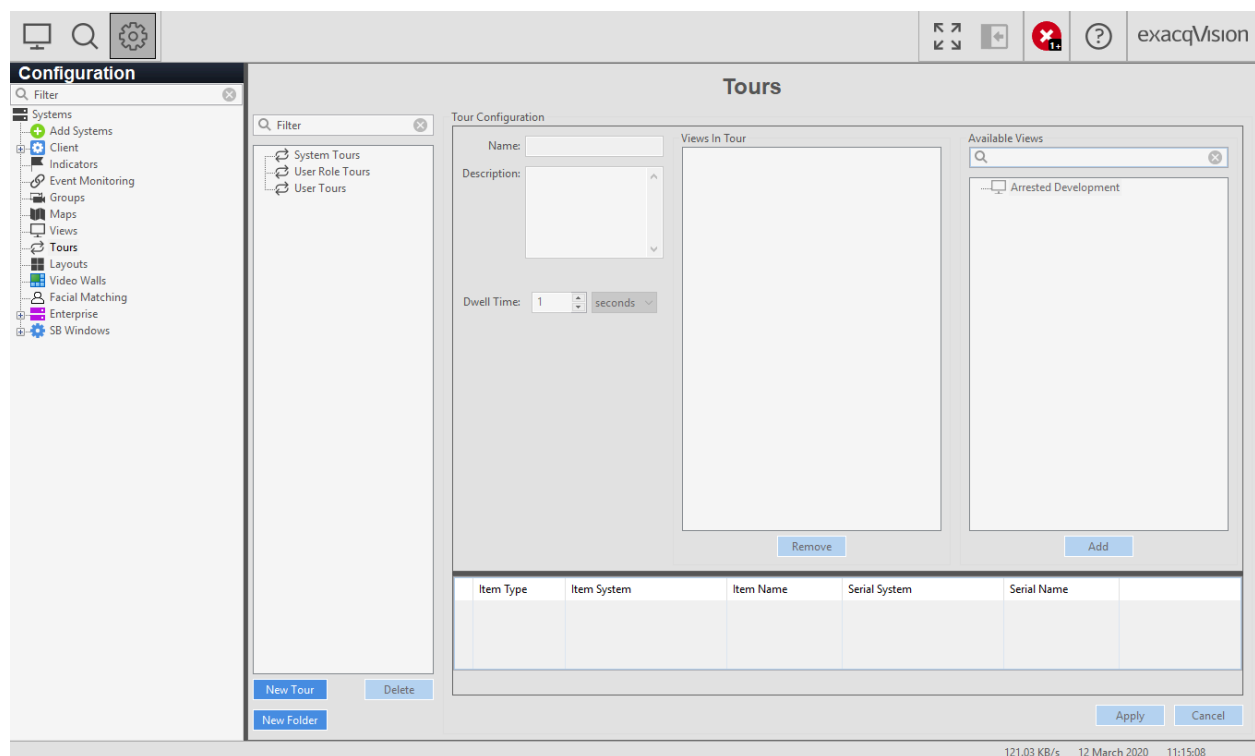 1+
?
exacqVision
Configuration
Filter
Systems
Add Systems
Client
Indicators
Event Monitoring
Groups
Maps
Views
Tours
Layouts
Video Walls
Facial Matching
Enterprise
SB Windows
Tours
Filter
System Tours
User Role Tours
User Tours
New Tour
Delete
New Folder
Tour Configuration
Name:
Description:
Dwell Time: 1 seconds
Views In Tour
Remove
Available Views
Arrested Development
Add
Item Type Item System Item Name Serial System Serial Name
Apply Cancel
121.03 KB/s 12 March 2020 11:15:08